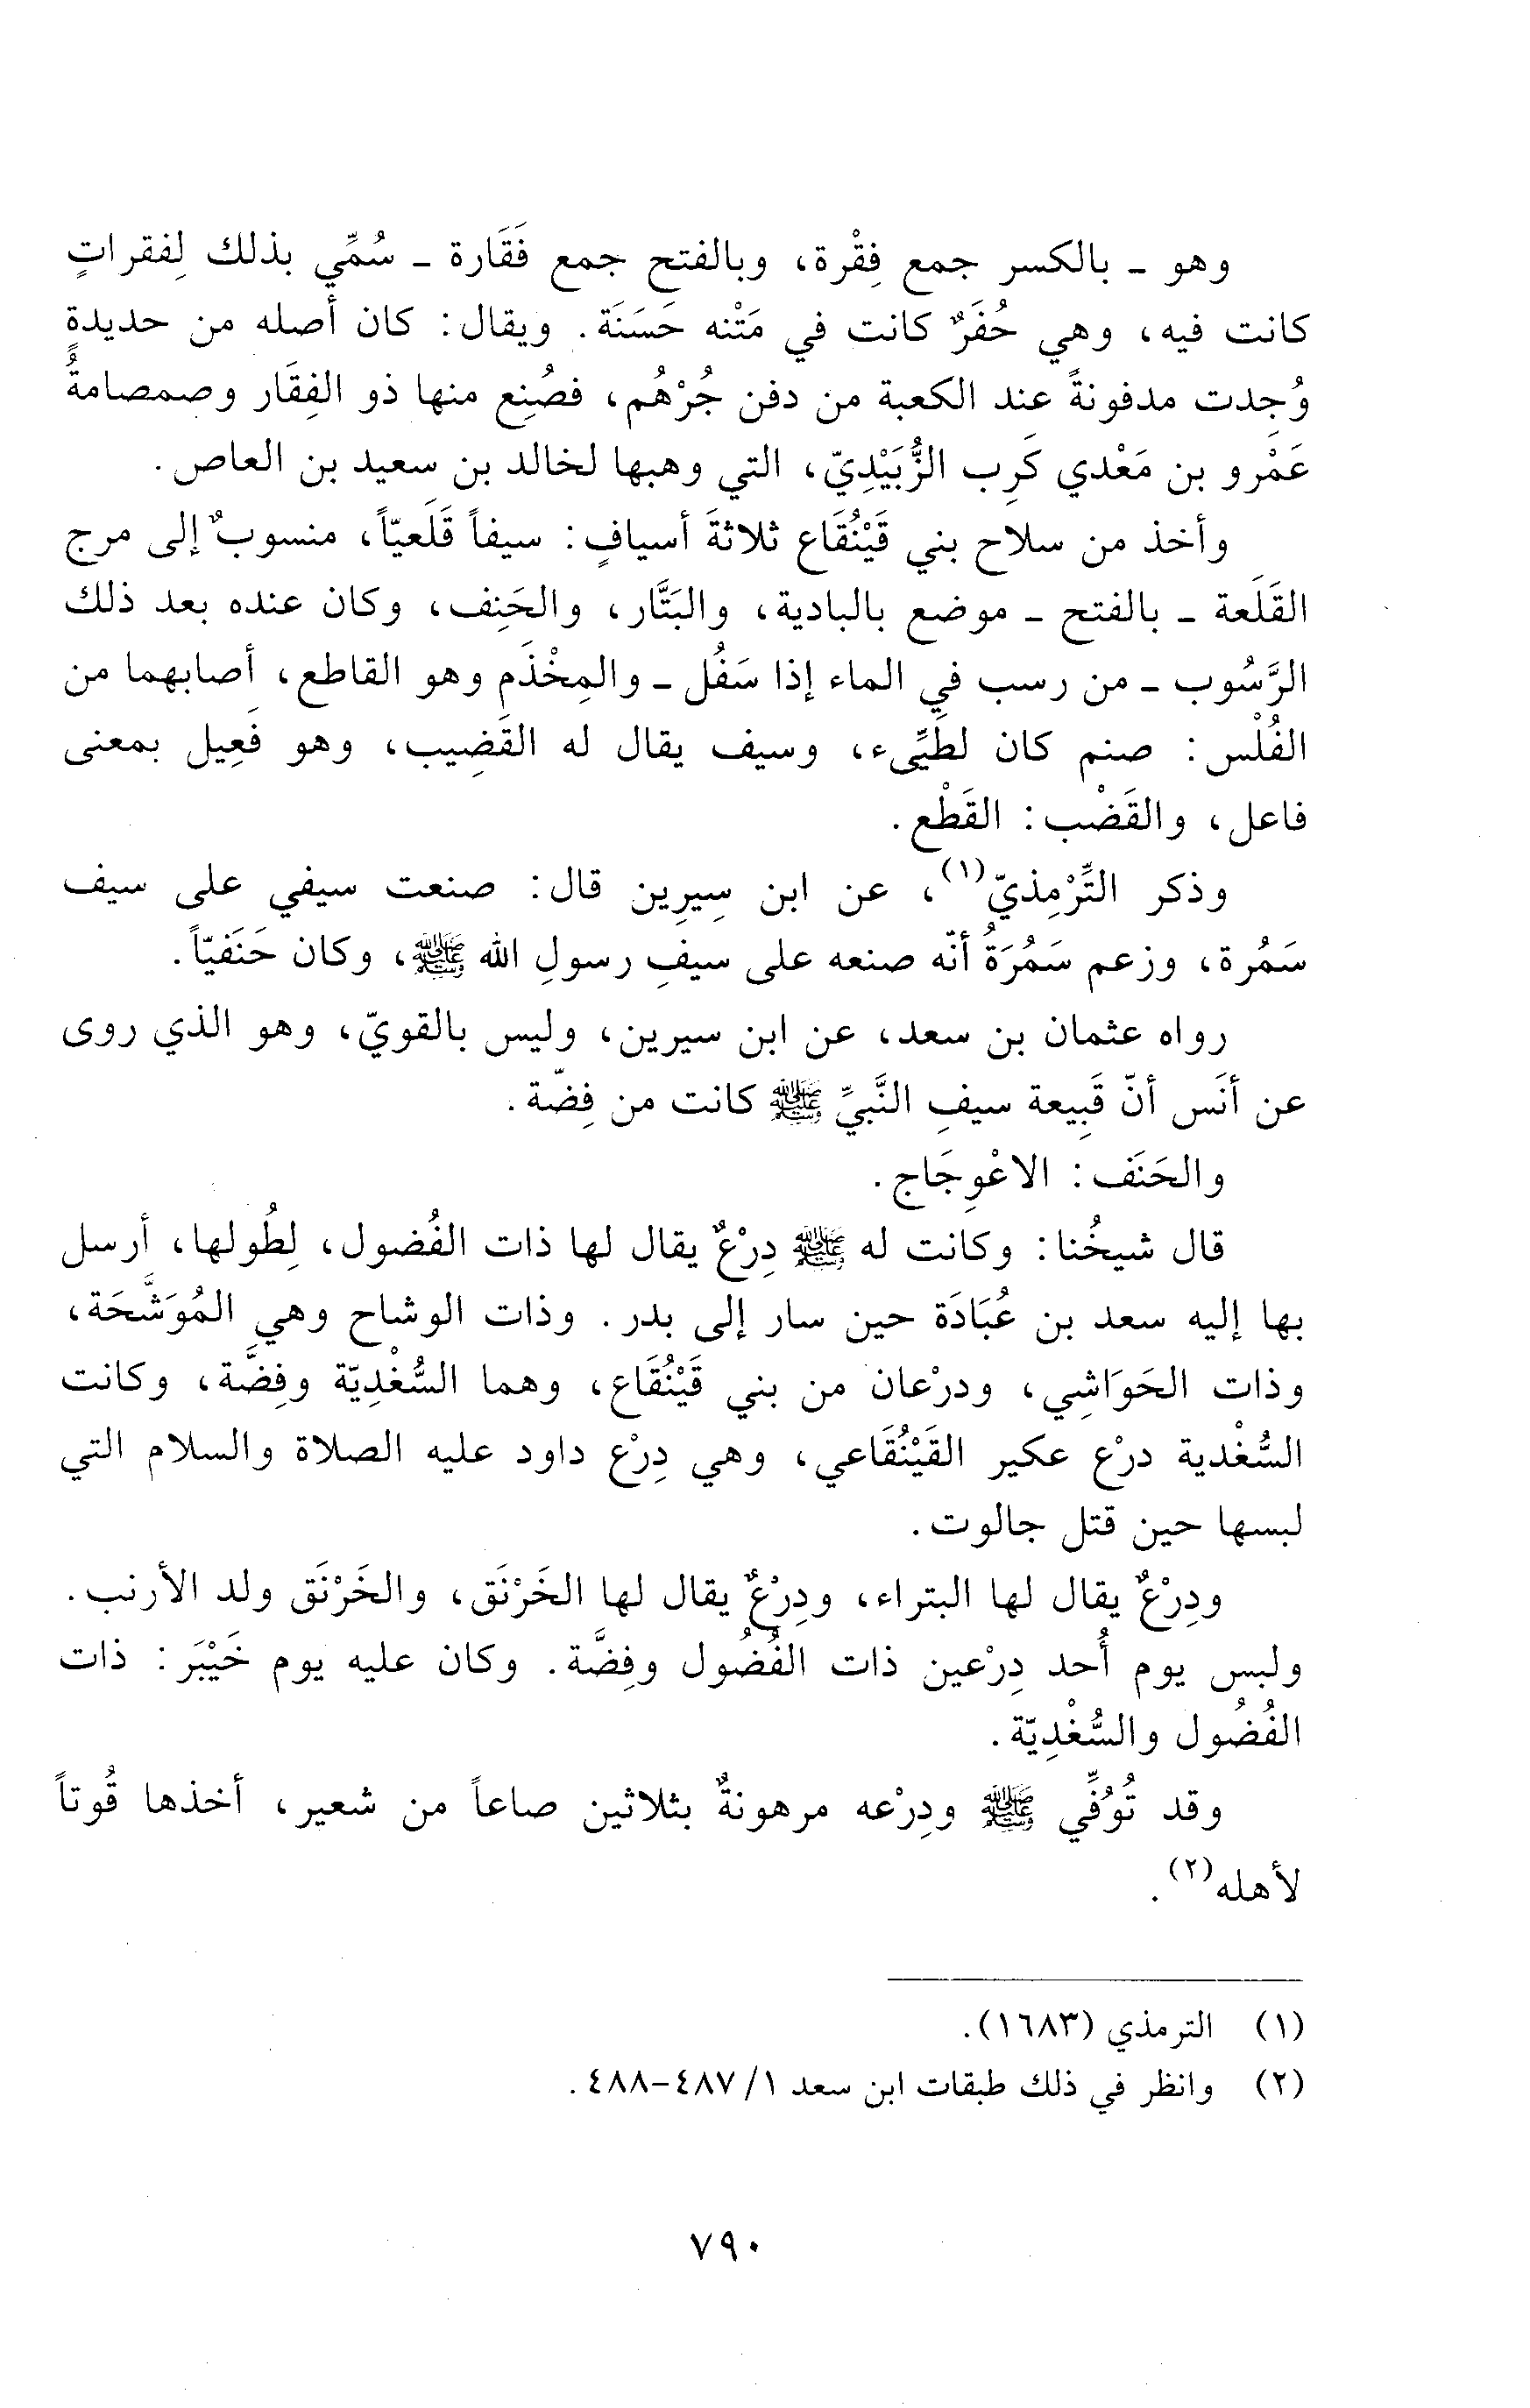 وهو ـ بالكسر جمع فِقْرة، وبالفتح جمع فَقَارة ـ سُمِّي بذلك لِفقراتٍ
كانت فيه، وهي حُفَرٌ كانت في مَتْنه حَسَنَة. ويقال: كان أصله من حديدةٍ
وُجِدت مدفونةً عند الكعبة من دفن جُرْهُم، فصُنِع منها ذو الفِقَار وصمصامةُ
عَمْرو بن مَعْدي كَرِب الزُّبَيْدِيّ، التي وهبها لخالد بن سعيد بن العاص.
وأخذ من سلاح بني قَيْنُقَاع ثلاثةَ أسيافٍ: سيفاً قَلَعيّاً، منسوبٌ إلى مرج
القَلَعة ـ بالفتح ـ موضع بالبادية، والبَتَّار، والحَنِف، وكان عنده بعد ذلك
الرَّسُوب ـ من رسب في الماء إذا سَفُل ـ والمِخْذَم وهو القاطع، أصابهما من
الفُلْس: صنم كان لطَيِّىء، وسيف يقال له القَضِيب، وهو فَعِيل بمعنى
فاعل، والقَضْب: القَطْع.
وذكر التِّرْمِذيّ(١)، عن ابن سِيرِين قال: صنعت سيفي على سيف
سَمُرة، وزعم سَمُرَةُ أنّه صنعه على سيفِ رسولِ الله ﷺ، وكان حَنَفيّاً.
رواه عثمان بن سعد، عن ابن سيرين، وليس بالقويّ، وهو الذي روى
عن أنَس أنّ قَبِيعة سيفِ النَّبيِّ ﷺ كانت من فِضّة.
والحَنَف: الاعْوِجَاج.
قال شيخُنا: وكانت له ﷺ دِرْعٌ يقال لها ذات الفُضول، لِطُولها، أرسل
بها إليه سعد بن عُبَادَة حين سار إلى بدر. وذات الوشاح وهي المُوَشَّحَة،
وذات الحَوَاشِي، ودرْعان من بني قَيْنُقَاع، وهما السُّغْدِيّة وفِضَّة، وكانت
السُّغْدية درْع عكير القَيْنُقَاعي، وهي دِرْع داود عليه الصلاة والسلام التي
لبسها حين قتل جالوت.
ودِرْعٌ يقال لها البتراء، ودِرْعٌ يقال لها الخَرْنَق، والخَرْنَق ولد الأرنب.
ولبس يوم أُحد دِرْعين ذات الفُضُول وفِضَّة. وكان عليه يوم خَيْبَر: ذات
الفُضُول والسُّغْدِيّة.
وقد تُوُفِّي ﷺ ودِرْعه مرهونةٌ بثلاثين صاعاً من شعير، أخذها قُوتاً
لأهله(٢).
(١) الترمذي (١٦٨٣).
(٢) وانظر في ذلك طبقات ابن سعد ١/ ٤٨٧-٤٨٨.
٧٩٠